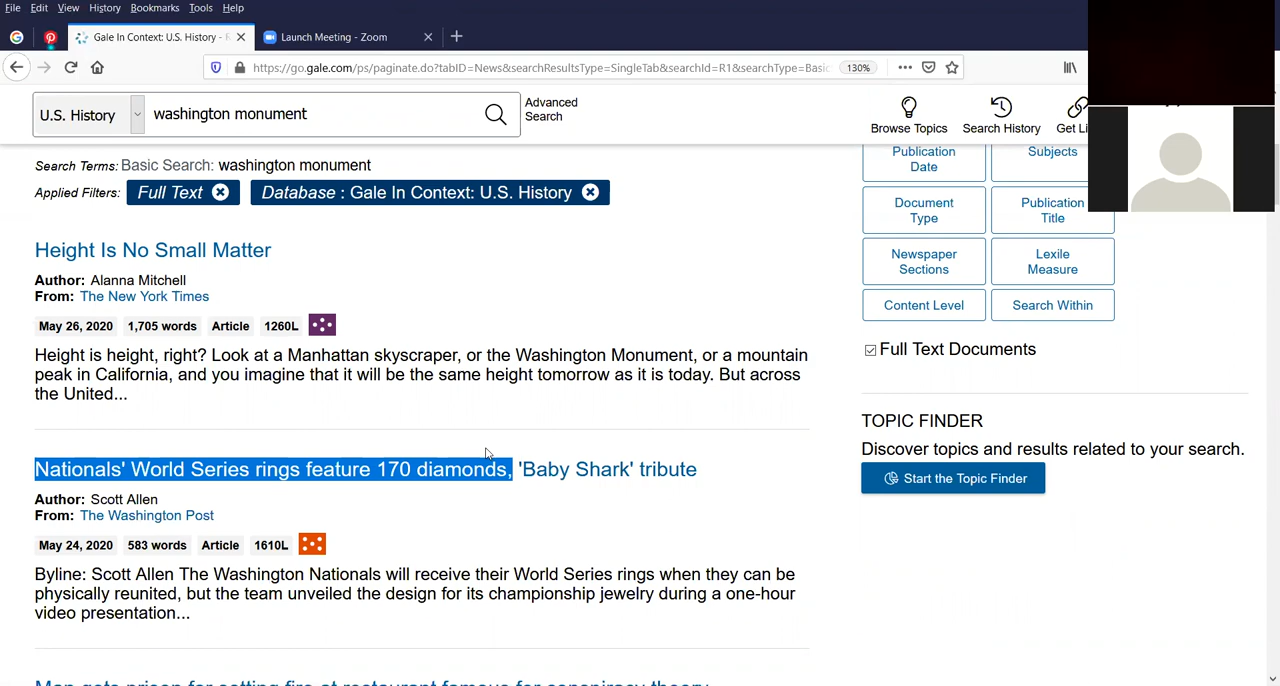 File Edit View History Bookmarks Tools Help
Gale In Context: U.S. History - R
Launch Meeting - Zoom
https://go.gale.com/ps/paginate.do?tabID=News&searchResultsType=SingleTab&searchId=R1&searchType=Basic
130%
U.S. History
washington monument
Advanced
Search
Browse Topics
Search History
Get Li
Search Terms: Basic Search: washington monument
Applied Filters: Full Text Database : Gale In Context: U.S. History
Publication
Date
Subjects
Document
Type
Publication
Title
Newspaper
Sections
Lexile
Measure
Content Level
Search Within
Full Text Documents
TOPIC FINDER
Discover topics and results related to your search.
Start the Topic Finder
Height Is No Small Matter
Author: Alanna Mitchell
From: The New York Times
May 26, 2020 1,705 words Article 1260L
Height is height, right? Look at a Manhattan skyscraper, or the Washington Monument, or a mountain
peak in California, and you imagine that it will be the same height tomorrow as it is today. But across
the United...
Nationals' World Series rings feature 170 diamonds, 'Baby Shark' tribute
Author: Scott Allen
From: The Washington Post
May 24, 2020 583 words Article 1610L
Byline: Scott Allen The Washington Nationals will receive their World Series rings when they can be
physically reunited, but the team unveiled the design for its championship jewelry during a one-hour
video presentation...
Man gets prison for setting fire at restaurant famous for conspiracy theory